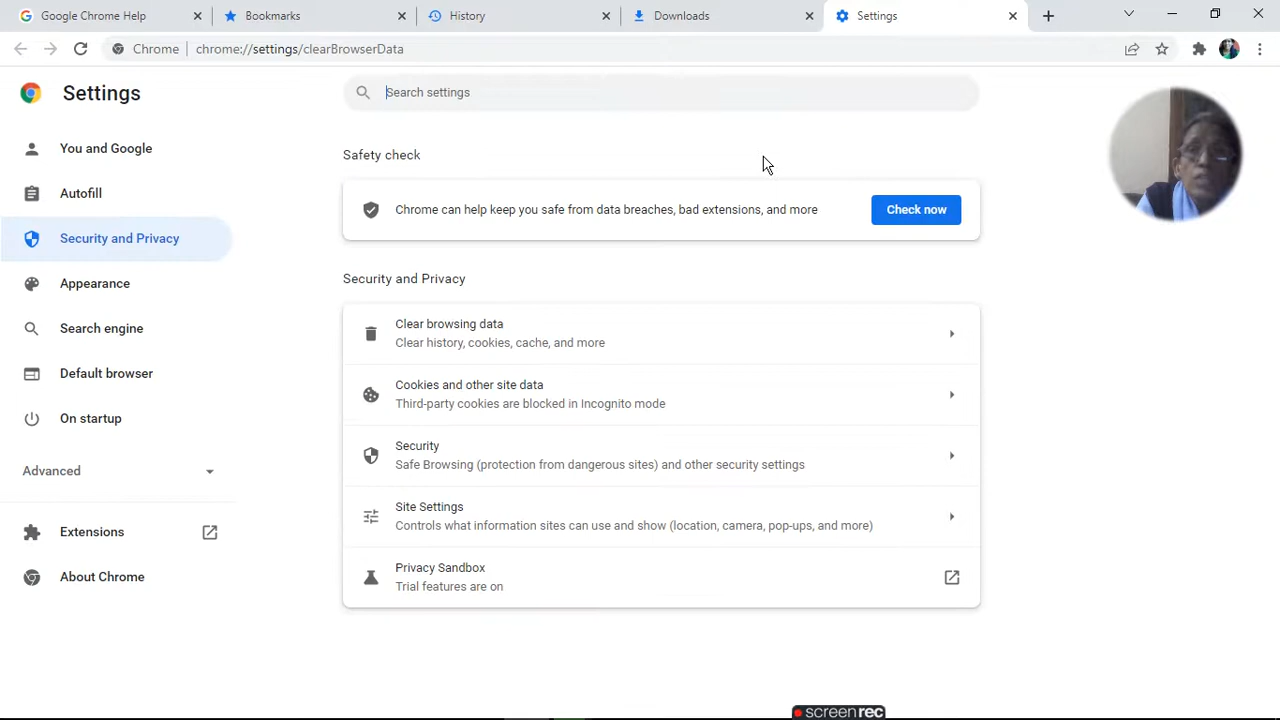 Google Chrome Help
Bookmarks
History
Downloads
Settings
Chrome
chrome://settings/clearBrowserData
Settings
Search settings
You and Google
Autofill
Security and Privacy
Appearance
Search engine
Default browser
On startup
Advanced
Extensions
About Chrome
Safety check
Chrome can help keep you safe from data breaches, bad extensions, and more
Check now
Security and Privacy
Clear browsing data
Clear history, cookies, cache, and more
Cookies and other site data
Third-party cookies are blocked in Incognito mode
Security
Safe Browsing (protection from dangerous sites) and other security settings
Site Settings
Controls what information sites can use and show (location, camera, pop-ups, and more)
Privacy Sandbox
Trial features are on
screenrec